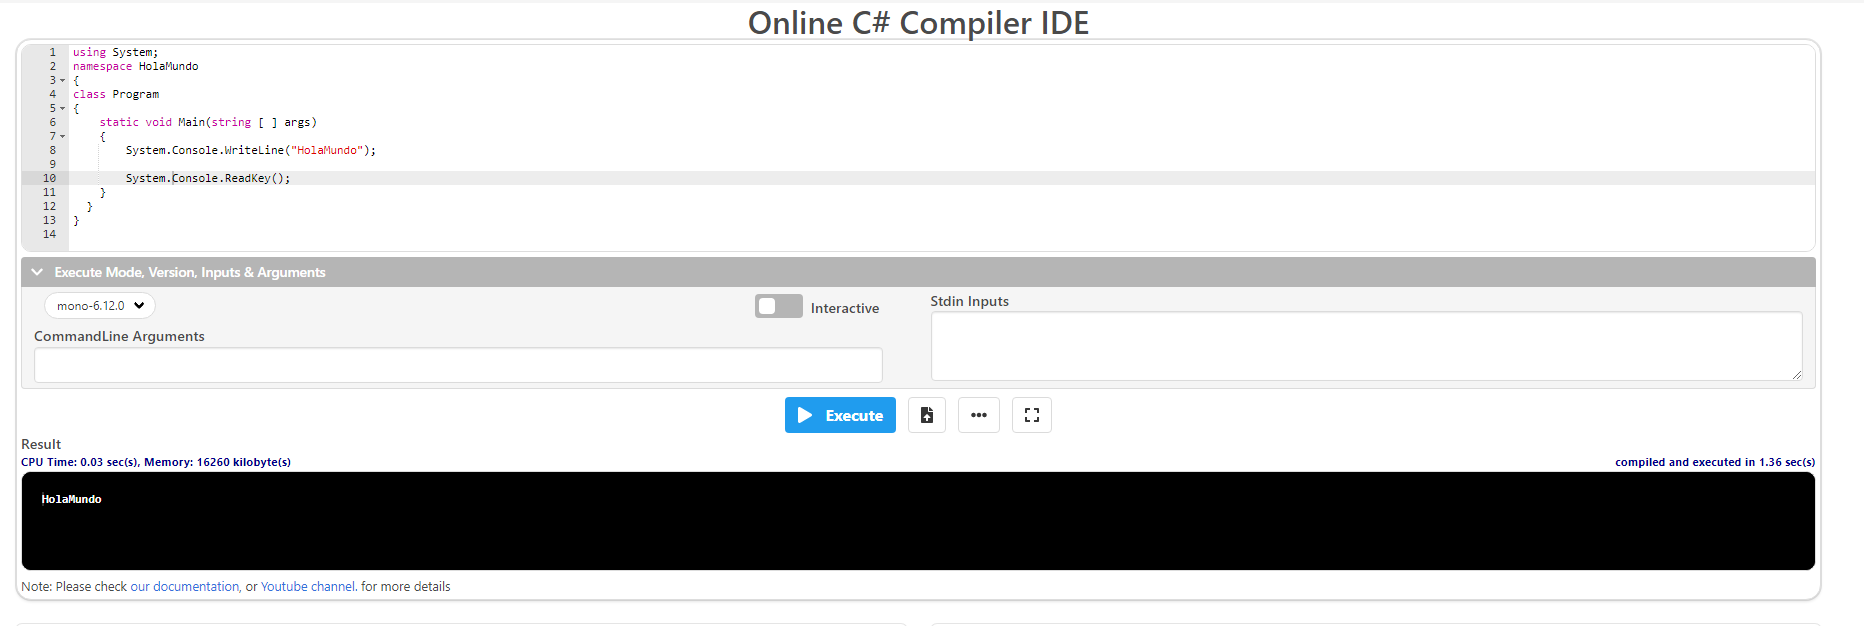 Online C# Compiler IDE
1 using System;
2 namespace HolaMundo
3 {
4 class Program
5 {
6 static void Main(string [ ] args)
7 {
8 System.Console.WriteLine("HolaMundo");
9
10 System.Console.ReadKey();
11 }
12 }
13 }
14
Execute Mode, Version, Inputs & Arguments
mono-6.12.0
Interactive
Stdin Inputs
CommandLine Arguments
Execute
Result
CPU Time: 0.03 sec(s), Memory: 16260 kilobyte(s)
compiled and executed in 1.36 sec(s)
HolaMundo
Note: Please check our documentation, or Youtube channel. for more details